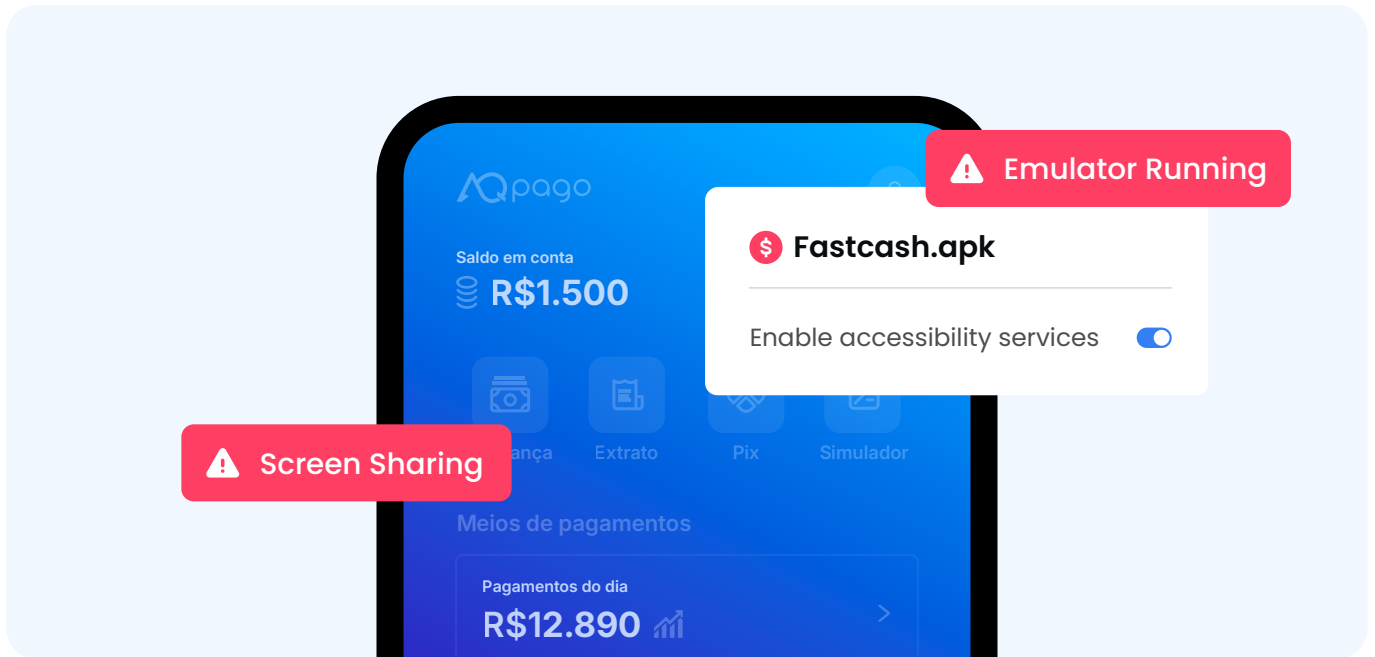 AQpago
Emulator Running
Fastcash.apk
Saldo em conta
R$1.500
Enable accessibility services
Screen Sharing
ança
Extrato
Pix
Simulador
Meios de pagamentos
Pagamentos do dia
R$12.890